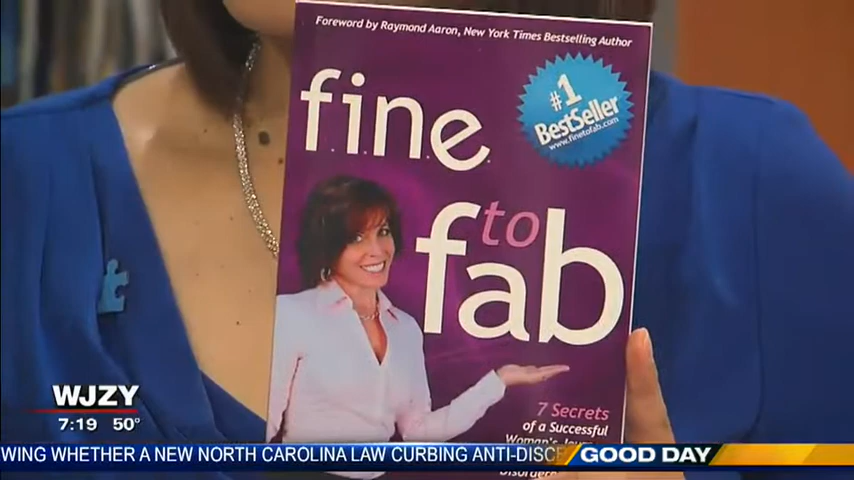 Foreword by Raymond Aaron, New York Times Bestselling Author
#1
BestSeller
www.finetofab.com
f.i.n.e.
to
fab
7 Secrets
of a Successful
Woman's
WJZY
7:19 50°
WING WHETHER A NEW NORTH CAROLINA LAW CURBING ANTI-DISC
GOOD DAY